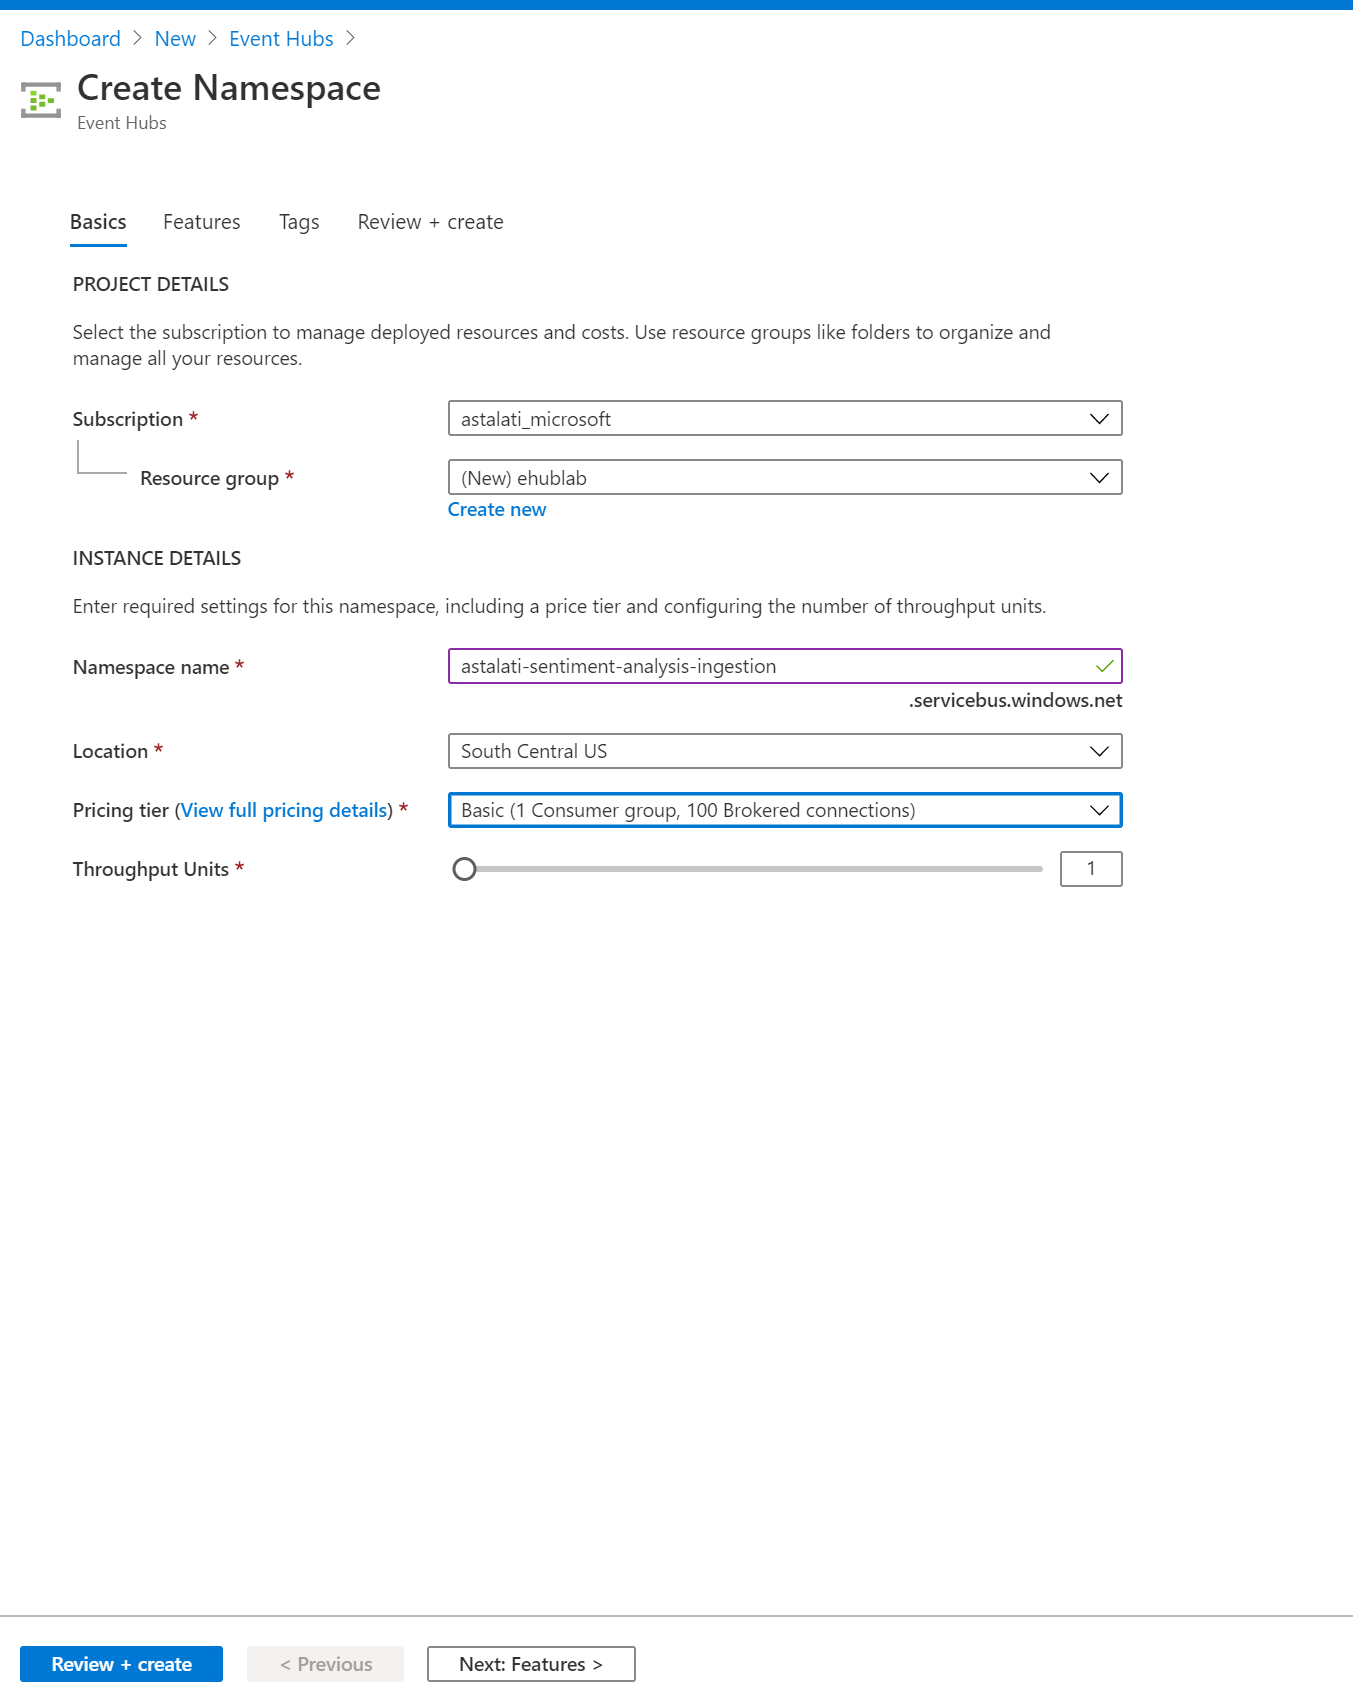 Dashboard > New > Event Hubs >
Create Namespace
Event Hubs
Basics Features Tags Review + create
PROJECT DETAILS
Select the subscription to manage deployed resources and costs. Use resource groups like folders to organize and
manage all your resources.
Subscription * astalati_microsoft
Resource group * (New) ehublab
Create new
INSTANCE DETAILS
Enter required settings for this namespace, including a price tier and configuring the number of throughput units.
Namespace name * astalati-sentiment-analysis-ingestion
.servicebus.windows.net
Location * South Central US
Pricing tier (View full pricing details) * Basic (1 Consumer group, 100 Brokered connections)
Throughput Units * 1
Review + create < Previous Next: Features >